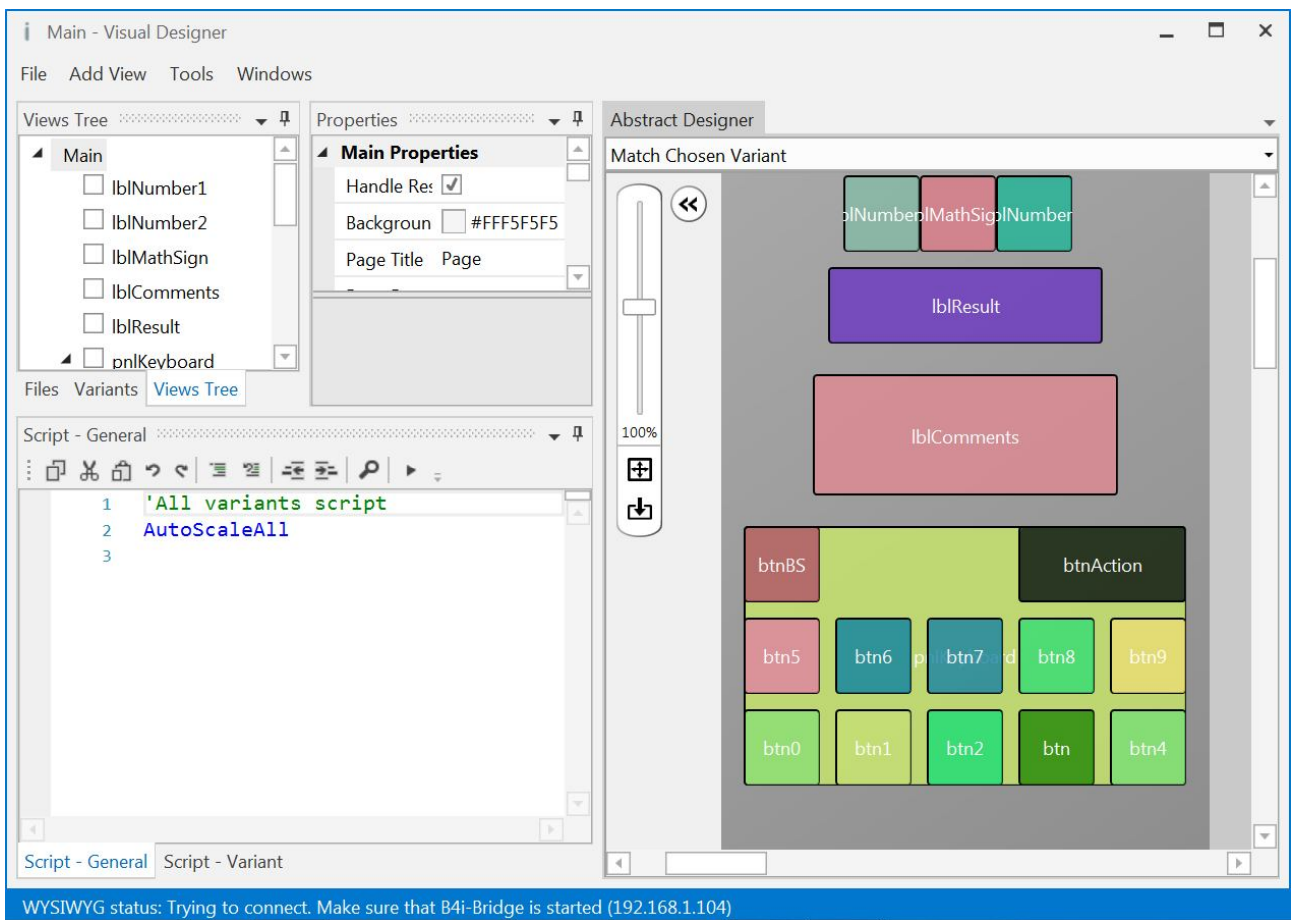 Main - Visual Designer
File Add View Tools Windows
Views Tree
Main
lblNumber1
lblNumber2
lblMathSign
lblComments
lblResult
pnlKeyboard
Files Variants Views Tree
Properties
Main Properties
Handle Re
Backgroun #FFF5F5F5
Page Title Page
Script - General
1 'All variants script
2 AutoScaleAll
3
Script - General Script - Variant
Abstract Designer
Match Chosen Variant
100%
lblResult
lblComments
btnBS btnAction
btn5 btn6 btn7 btn8 btn9
btn0 btn1 btn2 btn btn4
WYSIWYG status: Trying to connect. Make sure that B4i-Bridge is started (192.168.1.104)